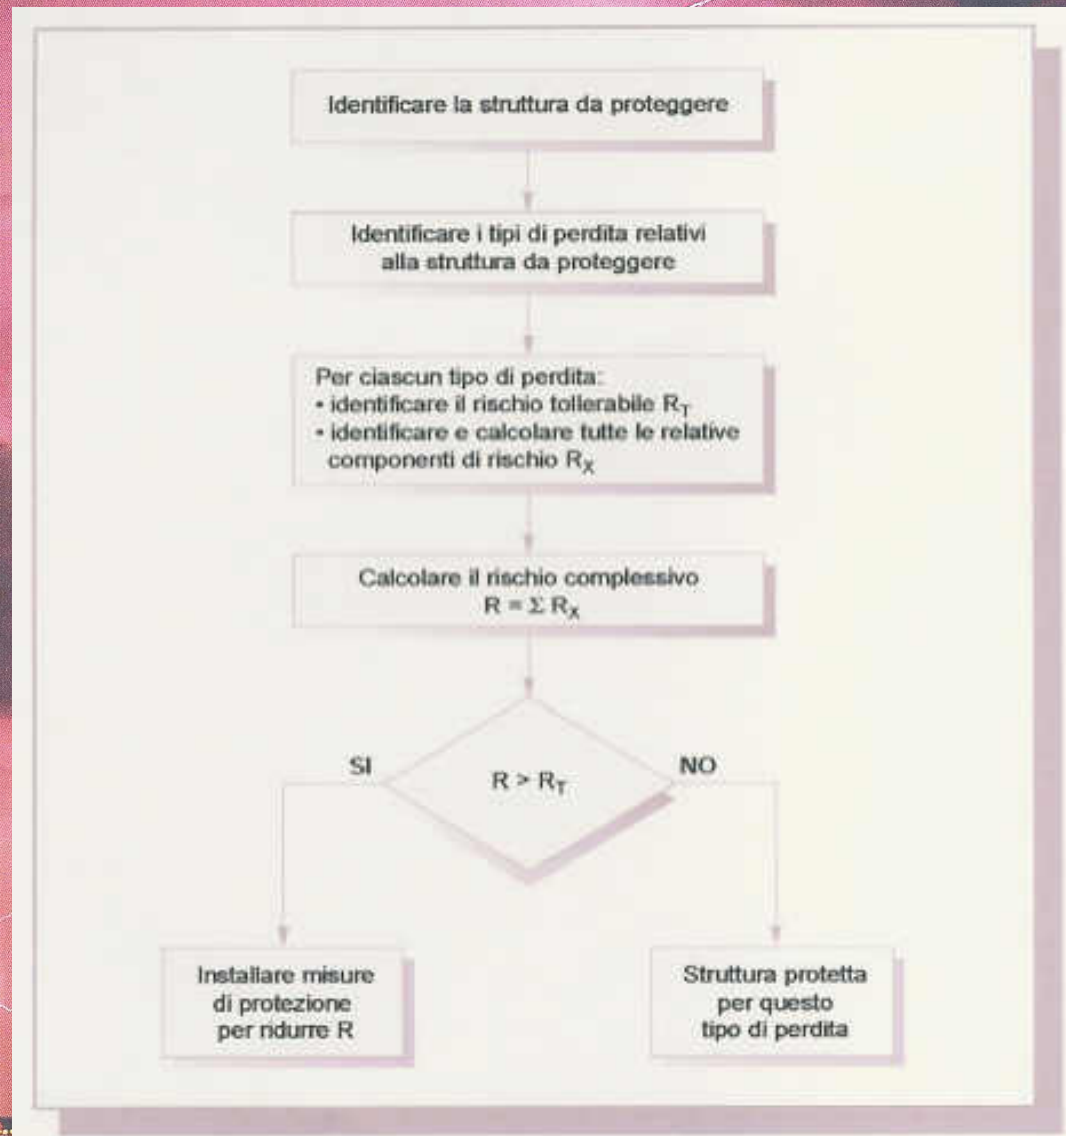 Identificare la struttura da proteggere
Identificare i tipi di perdita relativi
alla struttura da proteggere
Per ciascun tipo di perdita:
• identificare il rischio tollerabile R_T
• identificare e calcolare tutte le relative
componenti di rischio R_X
Calcolare il rischio complessivo
R = Σ R_X
SI
R > R_T
NO
Installare misure
di protezione
per ridurre R
Struttura protetta
per questo
tipo di perdita